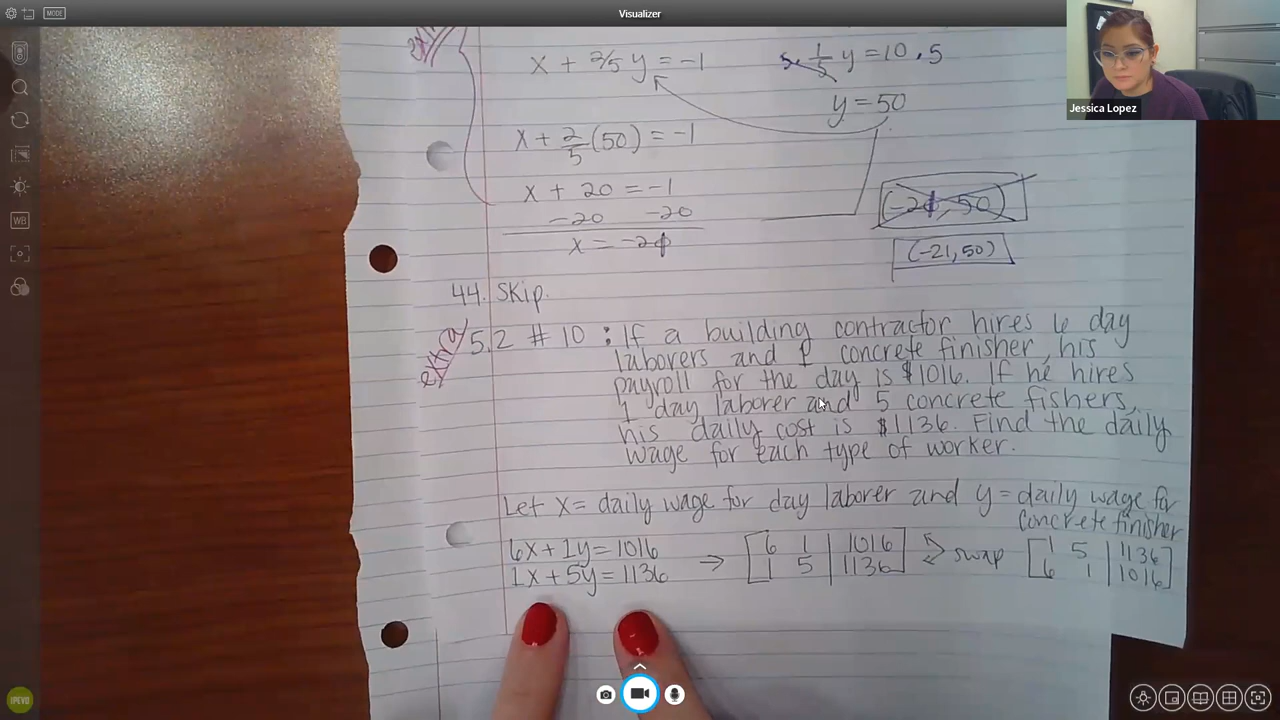 MODE
Visualizer
Jessica Lopez
WB
x + 2/5 y = -1
5 · 1/5 y = 10 · 5
y = 50
x + 2/5 (50) = -1
x + 20 = -1
-20 -20
x = -21
(-21, 50)
(-21, 50)
44. Skip.
extra
5.2 # 10 : If a building contractor hires 6 day
laborers and 1 concrete finisher, his
payroll for the day is $1016. If he hires
1 day laborer and 5 concrete fishers,
his daily cost is $1136. Find the daily
wage for each type of worker.
Let x = daily wage for day laborer and y = daily wage for
concrete finisher
6x + 1y = 1016 ⇒ [6 1 | 1016] swap [1 5 | 1136]
1x + 5y = 1136 [1 5 | 1136] [6 1 | 1016]
IPEVO